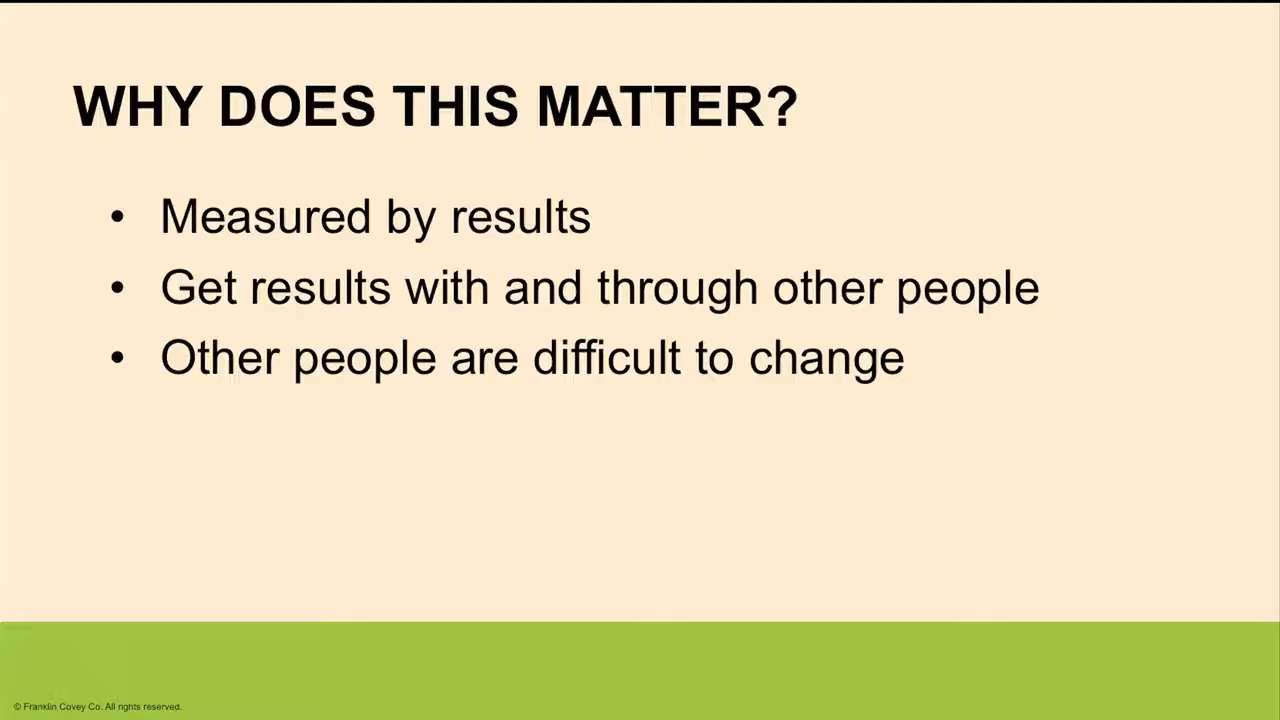 WHY DOES THIS MATTER?
• Measured by results
• Get results with and through other people
• Other people are difficult to change
© Franklin Covey Co. All rights reserved.